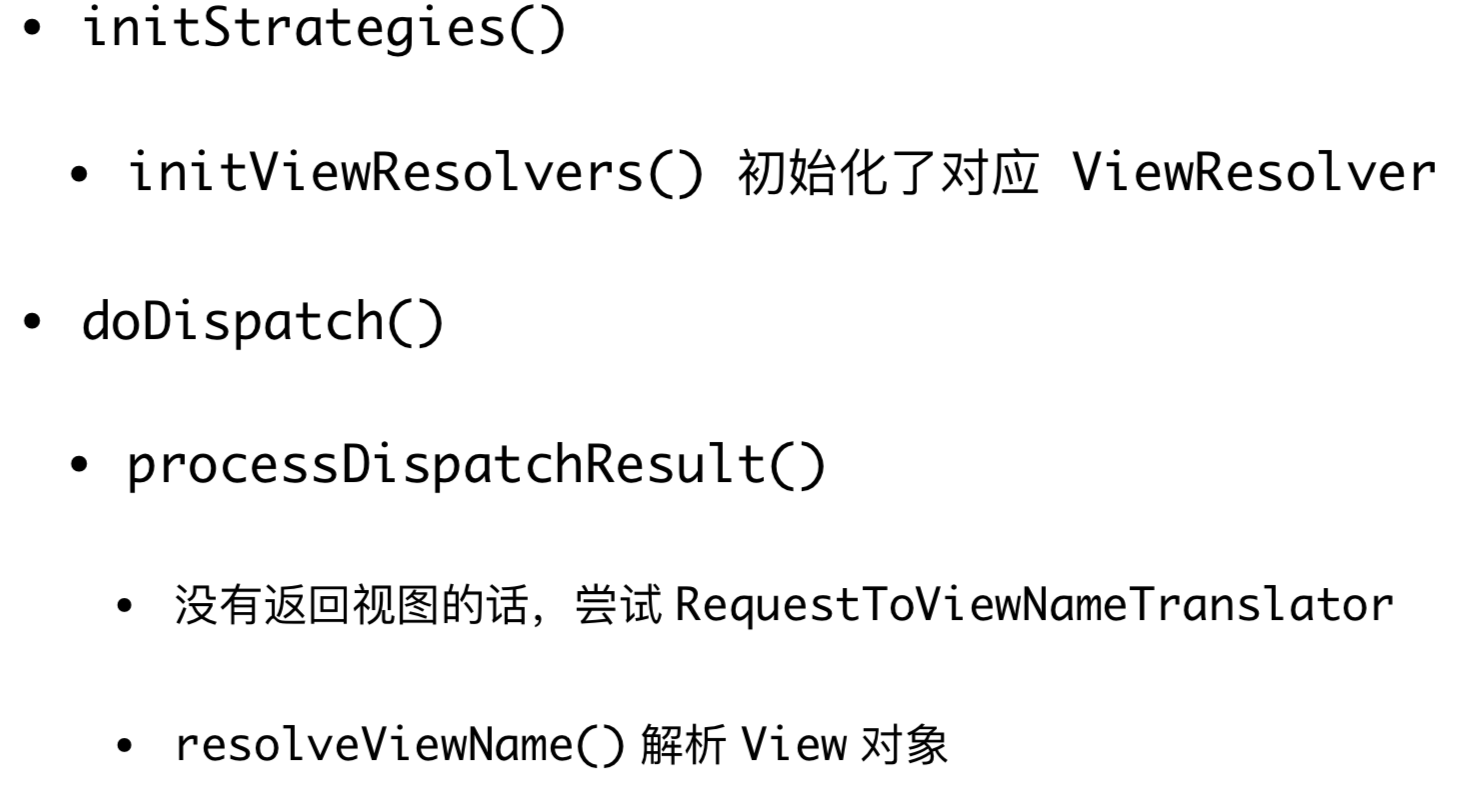 • initStrategies()
• initViewResolvers() 初始化了对应 ViewResolver
• doDispatch()
• processDispatchResult()
• 没有返回视图的话，尝试 RequestToViewNameTranslator
• resolveViewName() 解析 View 对象